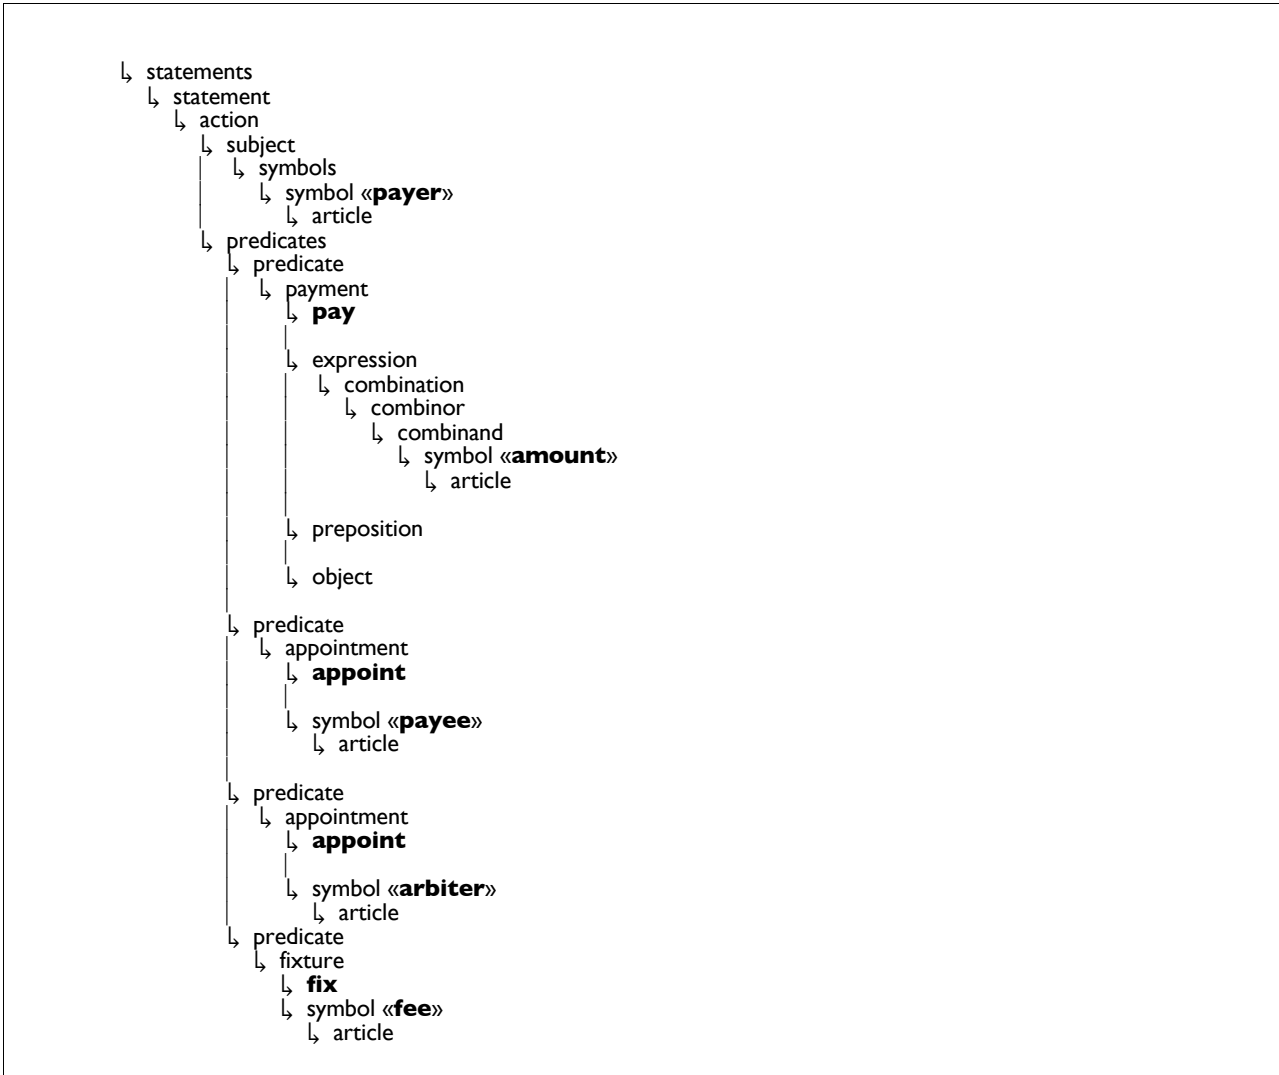 ↳ statements
↳ statement
↳ action
↳ subject
↳ symbols
↳ symbol «payer»
↳ article
↳ predicates
↳ predicate
↳ payment
↳ pay
↳ expression
↳ combination
↳ combinor
↳ combinand
↳ symbol «amount»
↳ article
↳ preposition
↳ object
↳ predicate
↳ appointment
↳ appoint
↳ symbol «payee»
↳ article
↳ predicate
↳ appointment
↳ appoint
↳ symbol «arbiter»
↳ article
↳ predicate
↳ fixture
↳ fix
↳ symbol «fee»
↳ article